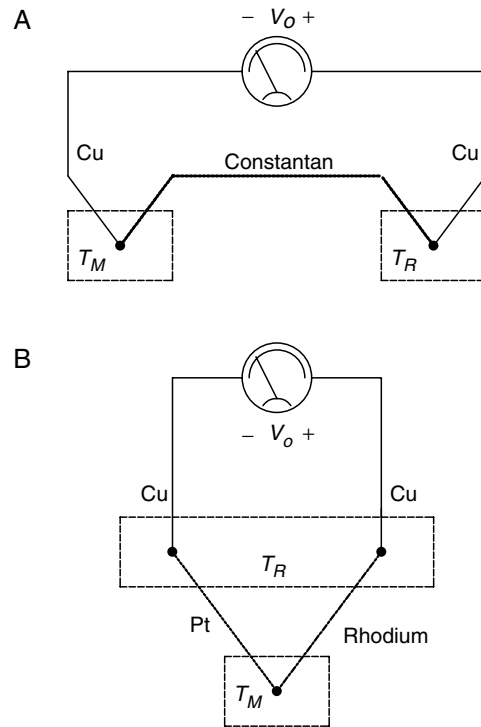 A
− V_O +
Cu
Cu
Constantan
T_M
T_R
B
− V_o +
Cu
Cu
T_R
Pt
Rhodium
T_M